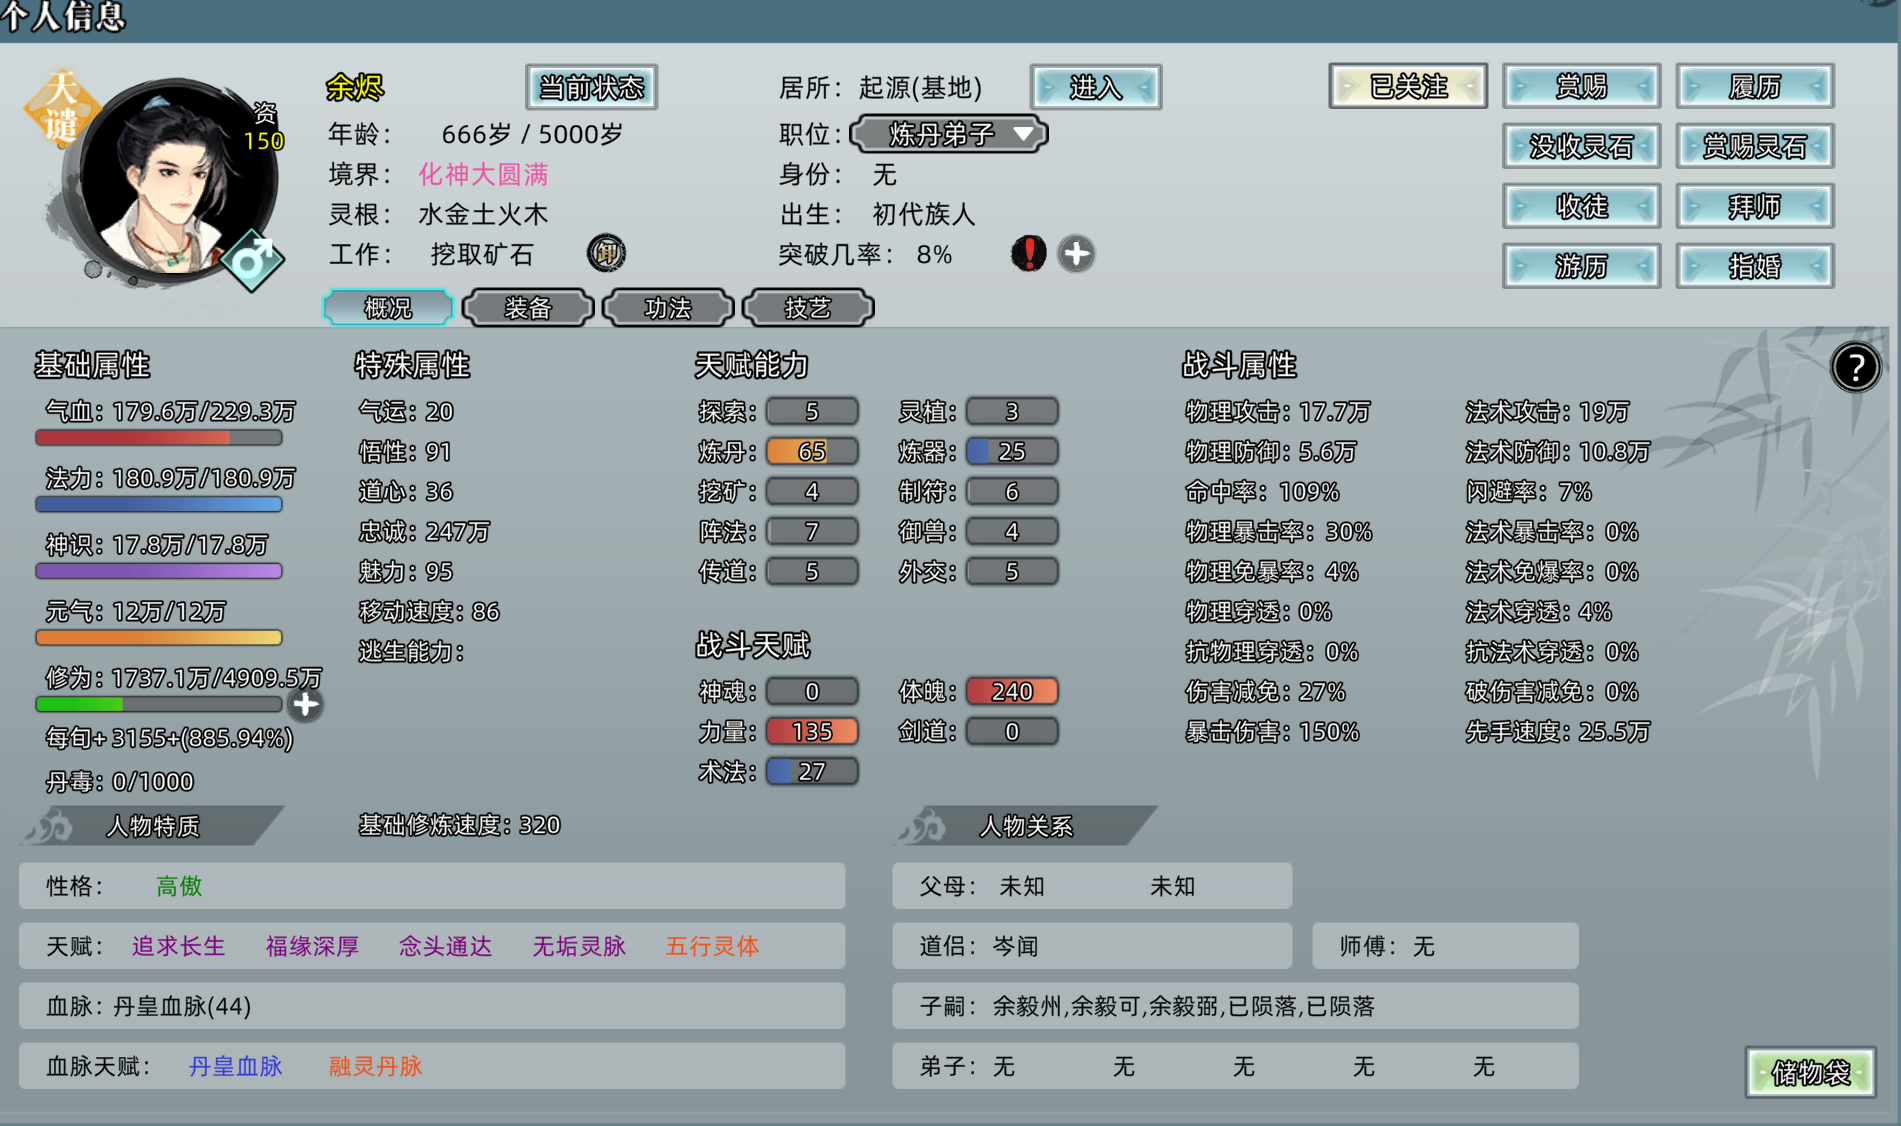 个人信息
天谴
资
150
余烬
当前状态
居所： 起源(基地)
进入
已关注
赏赐
履历
年龄： 666岁 / 5000岁
职位： 炼丹弟子
没收灵石
赏赐灵石
境界： 化神大圆满
身份： 无
灵根： 水金土火木
出生： 初代族人
收徒
拜师
工作： 挖取矿石
卸
突破几率： 8%
游历
指婚
概况
装备
功法
技艺
基础属性
气血: 179.6万/229.3万
法力: 180.9万/180.9万
神识: 17.8万/17.8万
元气: 12万/12万
修为: 1737.1万/4909.5万
每旬+ 3155+(885.94%)
丹毒: 0/1000
特殊属性
气运: 20
悟性: 91
道心: 36
忠诚: 247万
魅力: 95
移动速度: 86
逃生能力:
基础修炼速度: 320
天赋能力
探索: 5 灵植: 3
炼丹: 65 炼器: 25
挖矿: 4 制符: 6
阵法: 7 御兽: 4
传道: 5 外交: 5
战斗天赋
神魂: 0 体魄: 240
力量: 135 剑道: 0
术法: 27
战斗属性
?
物理攻击: 17.7万 法术攻击: 19万
物理防御: 5.6万 法术防御: 10.8万
命中率: 109% 闪避率: 7%
物理暴击率: 30% 法术暴击率: 0%
物理免暴率: 4% 法术免爆率: 0%
物理穿透: 0% 法术穿透: 4%
抗物理穿透: 0% 抗法术穿透: 0%
伤害减免: 27% 破伤害减免: 0%
暴击伤害: 150% 先手速度: 25.5万
人物特质
性格： 高傲
天赋： 追求长生 福缘深厚 念头通达 无垢灵脉 五行灵体
血脉: 丹皇血脉(44)
血脉天赋： 丹皇血脉 融灵丹脉
人物关系
父母： 未知 未知
道侣： 岑闻
师傅： 无
子嗣： 余毅州,余毅可,余毅弼,已陨落,已陨落
弟子： 无 无 无 无 无
储物袋